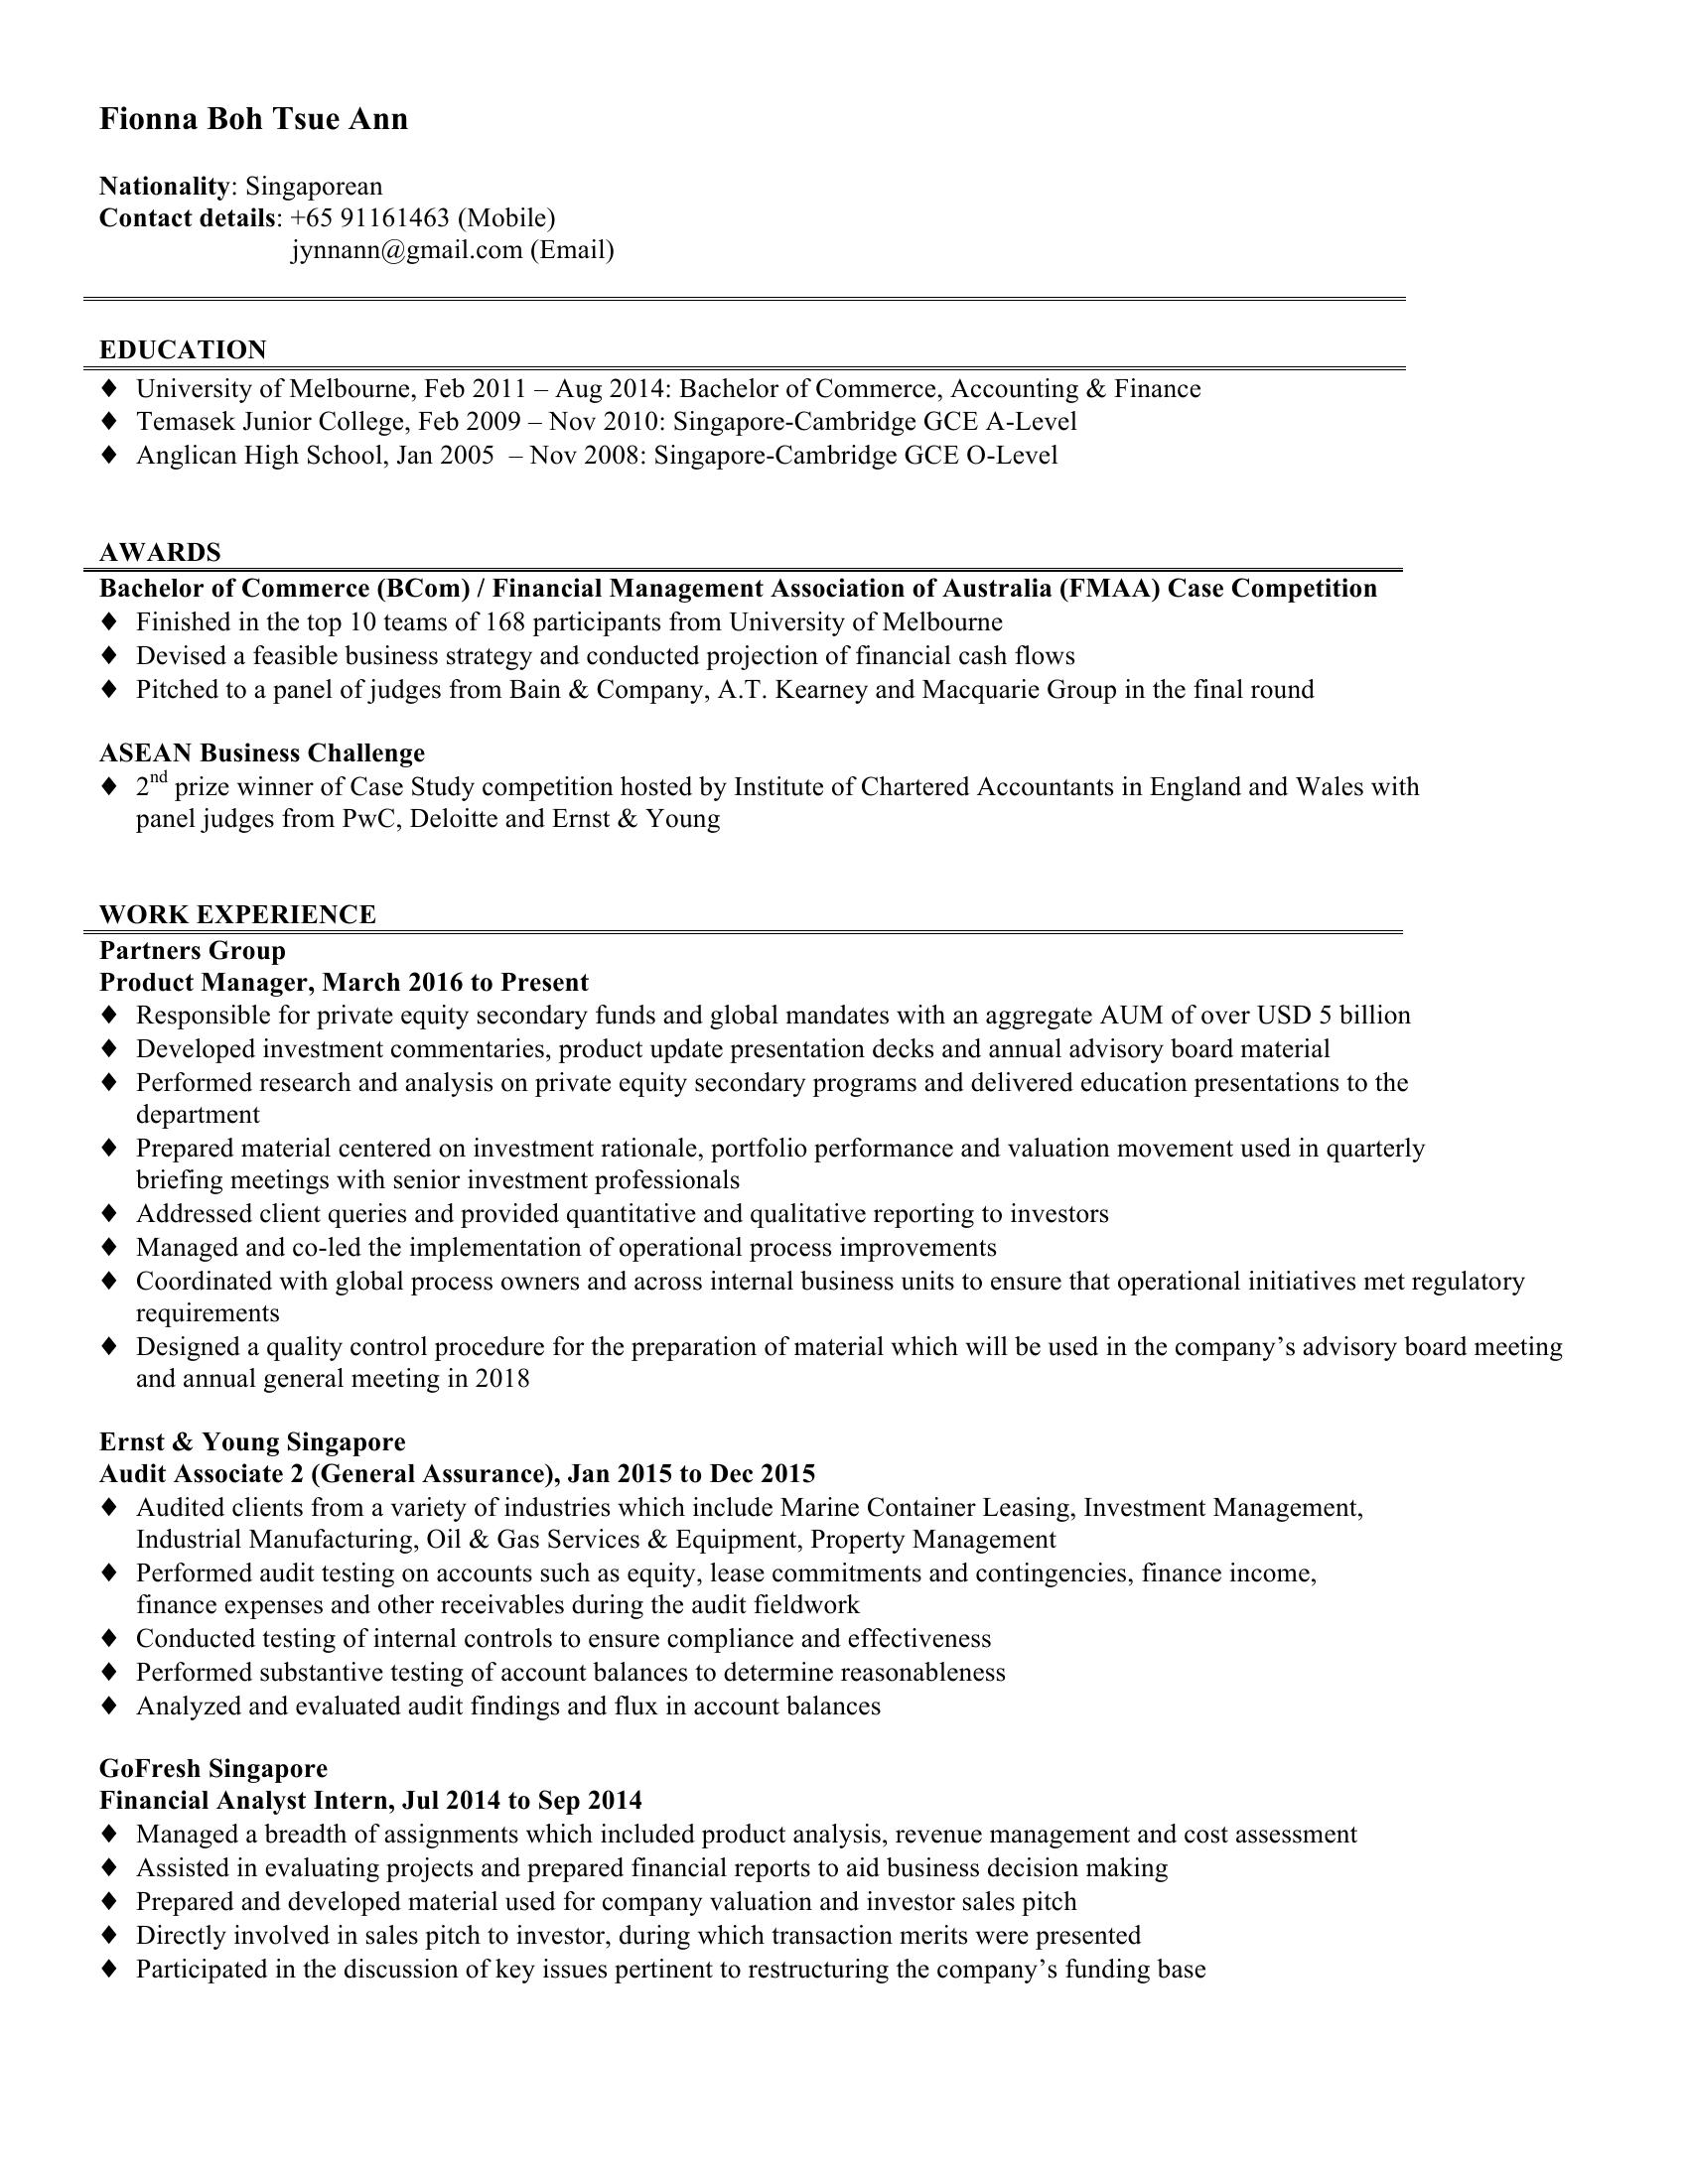 Fionna Boh Tsue Ann
Nationality: Singaporean
Contact details: +65 91161463 (Mobile)
jynnann@gmail.com (Email)
EDUCATION
♦ University of Melbourne, Feb 2011 – Aug 2014: Bachelor of Commerce, Accounting & Finance
♦ Temasek Junior College, Feb 2009 – Nov 2010: Singapore-Cambridge GCE A-Level
♦ Anglican High School, Jan 2005 – Nov 2008: Singapore-Cambridge GCE O-Level
AWARDS
Bachelor of Commerce (BCom) / Financial Management Association of Australia (FMAA) Case Competition
♦ Finished in the top 10 teams of 168 participants from University of Melbourne
♦ Devised a feasible business strategy and conducted projection of financial cash flows
♦ Pitched to a panel of judges from Bain & Company, A.T. Kearney and Macquarie Group in the final round
ASEAN Business Challenge
♦ 2nd prize winner of Case Study competition hosted by Institute of Chartered Accountants in England and Wales with
panel judges from PwC, Deloitte and Ernst & Young
WORK EXPERIENCE
Partners Group
Product Manager, March 2016 to Present
♦ Responsible for private equity secondary funds and global mandates with an aggregate AUM of over USD 5 billion
♦ Developed investment commentaries, product update presentation decks and annual advisory board material
♦ Performed research and analysis on private equity secondary programs and delivered education presentations to the
department
♦ Prepared material centered on investment rationale, portfolio performance and valuation movement used in quarterly
briefing meetings with senior investment professionals
♦ Addressed client queries and provided quantitative and qualitative reporting to investors
♦ Managed and co-led the implementation of operational process improvements
♦ Coordinated with global process owners and across internal business units to ensure that operational initiatives met regulatory
requirements
♦ Designed a quality control procedure for the preparation of material which will be used in the company’s advisory board meeting
and annual general meeting in 2018
Ernst & Young Singapore
Audit Associate 2 (General Assurance), Jan 2015 to Dec 2015
♦ Audited clients from a variety of industries which include Marine Container Leasing, Investment Management,
Industrial Manufacturing, Oil & Gas Services & Equipment, Property Management
♦ Performed audit testing on accounts such as equity, lease commitments and contingencies, finance income,
finance expenses and other receivables during the audit fieldwork
♦ Conducted testing of internal controls to ensure compliance and effectiveness
♦ Performed substantive testing of account balances to determine reasonableness
♦ Analyzed and evaluated audit findings and flux in account balances
GoFresh Singapore
Financial Analyst Intern, Jul 2014 to Sep 2014
♦ Managed a breadth of assignments which included product analysis, revenue management and cost assessment
♦ Assisted in evaluating projects and prepared financial reports to aid business decision making
♦ Prepared and developed material used for company valuation and investor sales pitch
♦ Directly involved in sales pitch to investor, during which transaction merits were presented
♦ Participated in the discussion of key issues pertinent to restructuring the company’s funding base